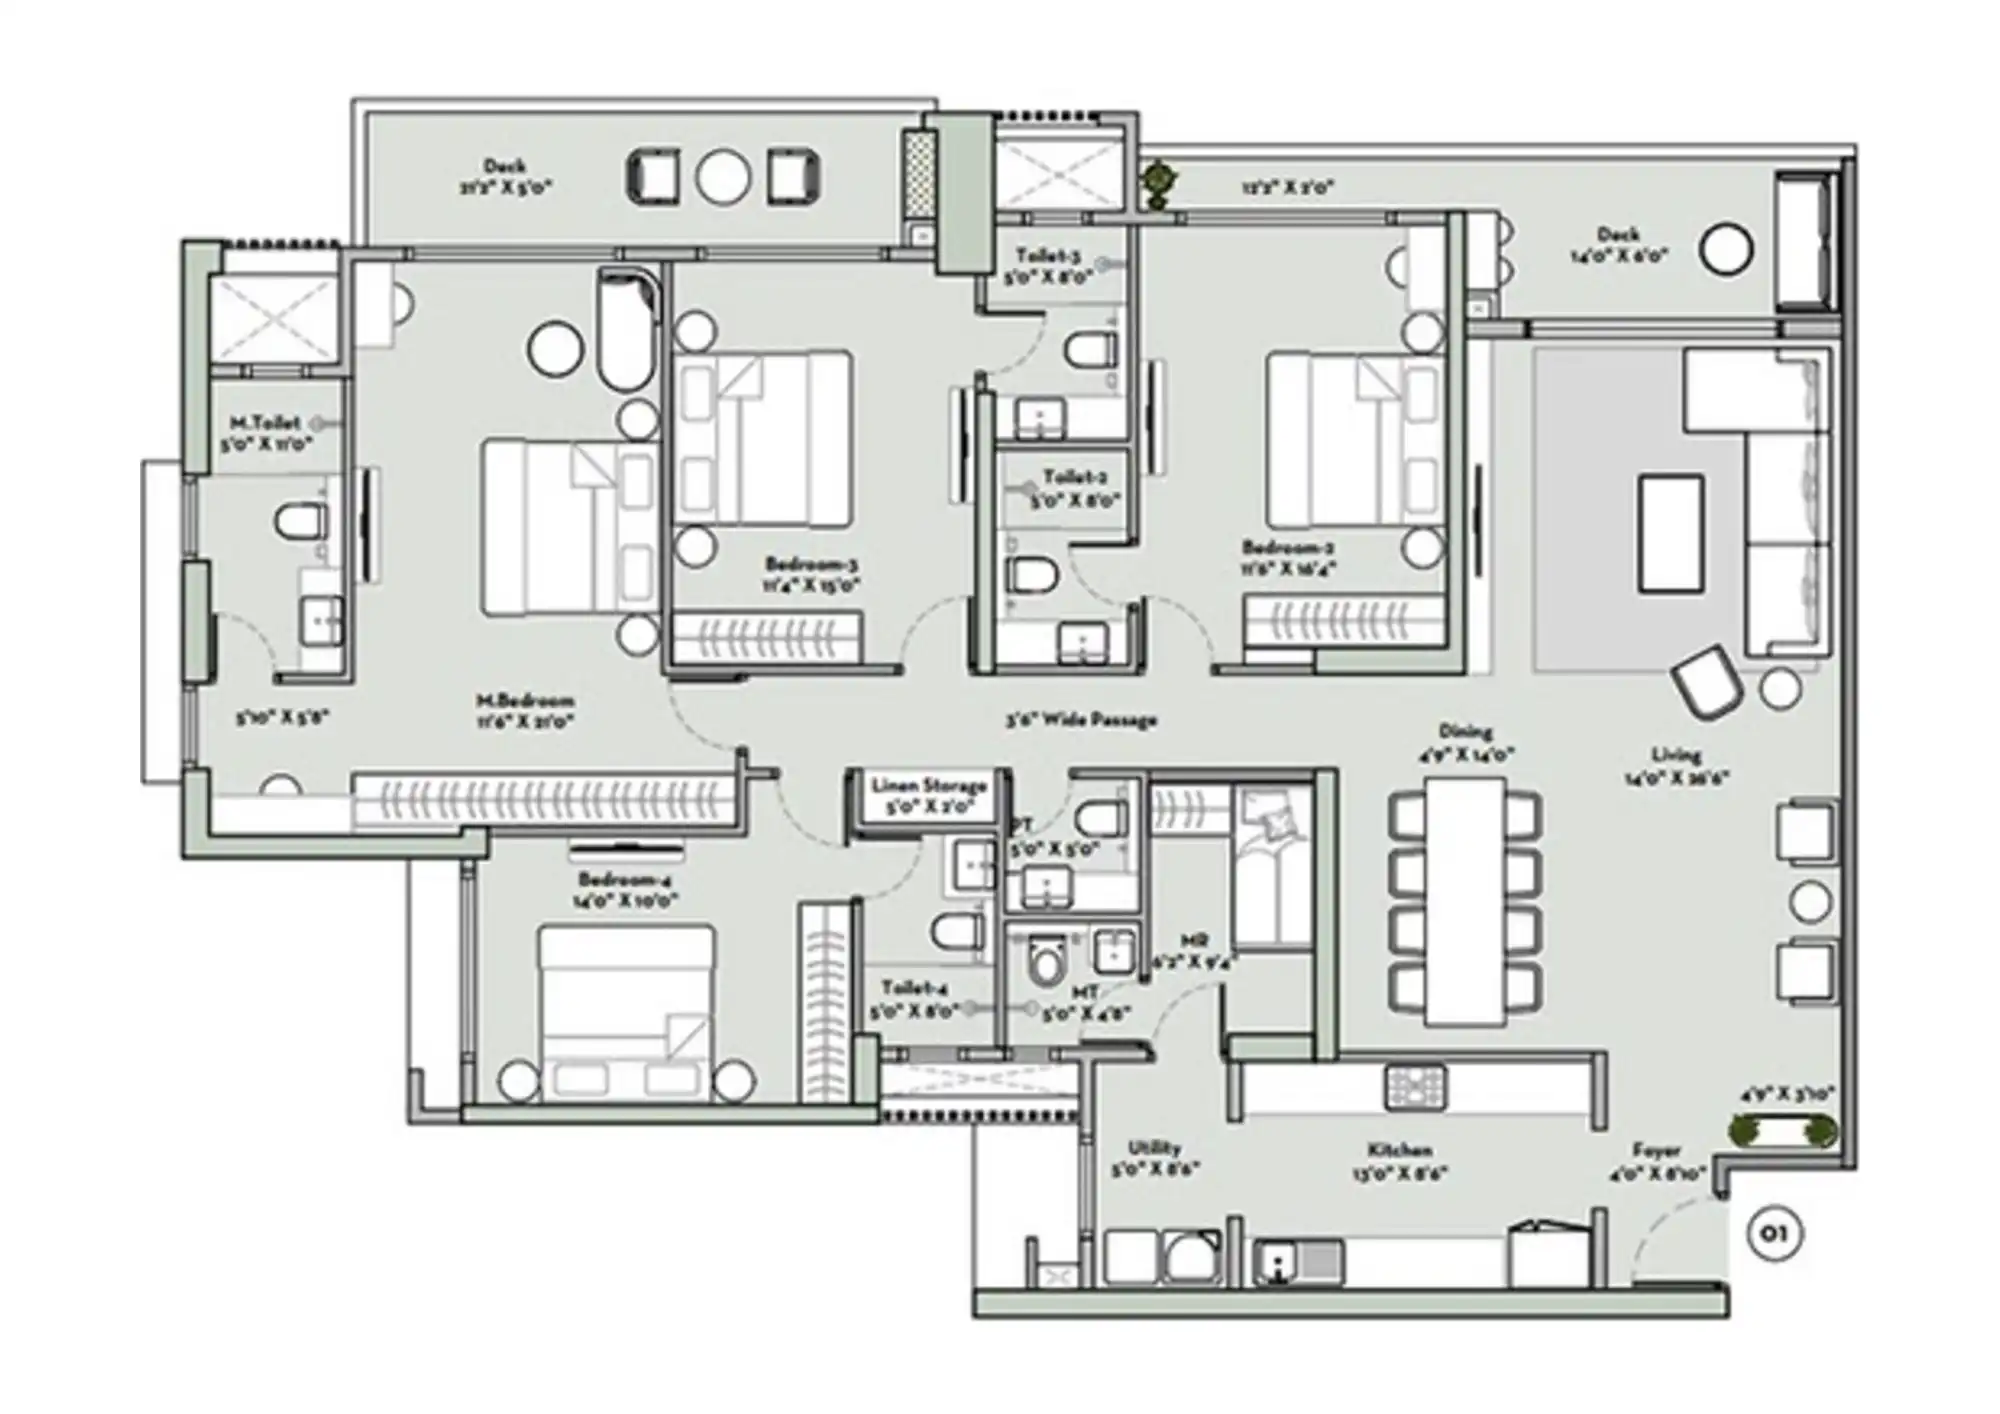 Deck
21'2" X 5'0"
12'2" X 2'0"
Deck
14'0" X 6'0"
Toilet-3
5'0" X 8'0"
M.Toilet
5'0" X 11'0"
Toilet-2
5'0" X 8'0"
Bedroom-3
11'4" X 15'0"
Bedroom-2
11'6" X 16'4"
M.Bedroom
11'6" X 21'0"
5'10" X 5'8"
3'6" Wide Passage
Dining
4'9" X 14'0"
Living
14'0" X 26'6"
Linen Storage
5'0" X 2'0"
PT
5'0" X 5'0"
Bedroom-4
14'0" X 10'0"
MR
6'2" X 9'4"
Toilet-4
5'0" X 8'0"
MT
5'0" X 4'8"
4'9" X 3'10"
Utility
5'0" X 8'6"
Kitchen
13'0" X 8'6"
Foyer
4'0" X 8'10"
01